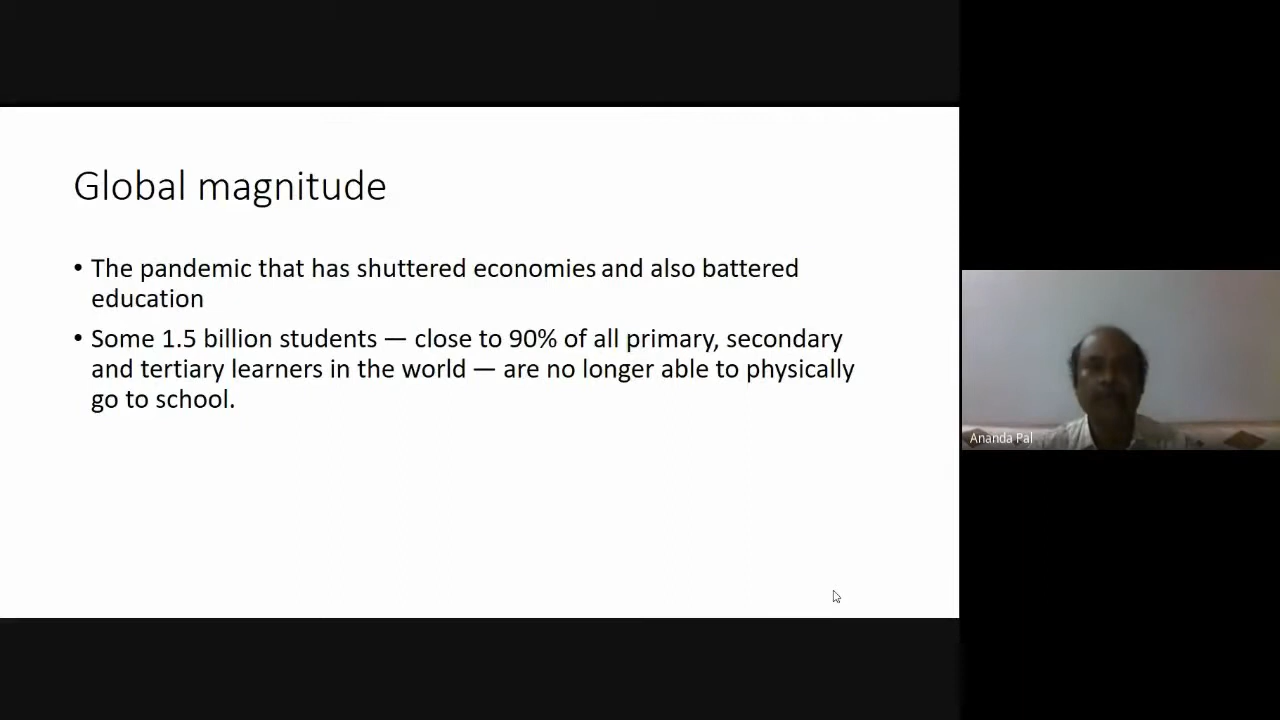 Global magnitude
• The pandemic that has shuttered economies and also battered
education
• Some 1.5 billion students — close to 90% of all primary, secondary
and tertiary learners in the world — are no longer able to physically
go to school.
Ananda Pal